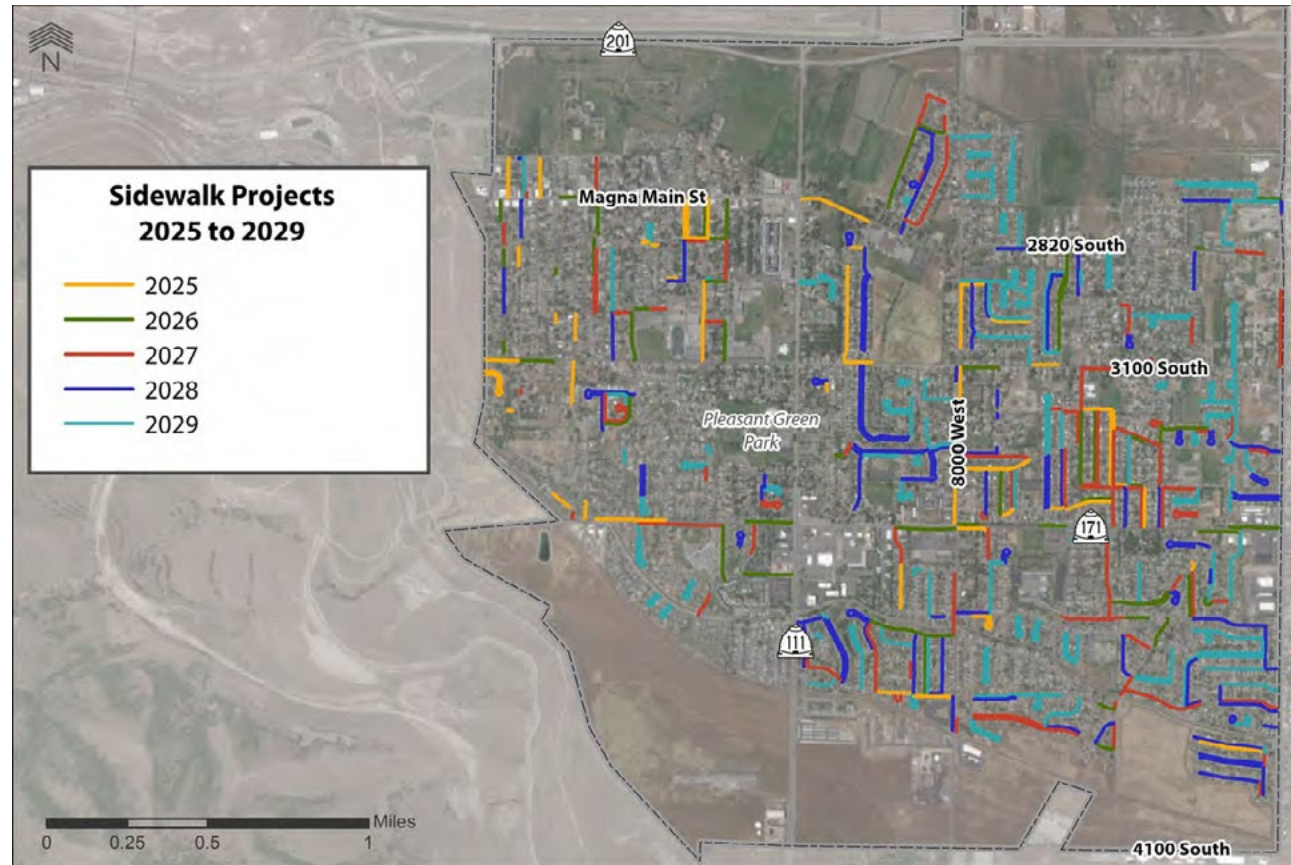 N
201
Sidewalk Projects
2025 to 2029
2025
2026
2027
2028
2029
Magna Main St
2820 South
3100 South
Pleasant Green
Park
8000 West
171
111
Miles
0 0.25 0.5 1
4100 South